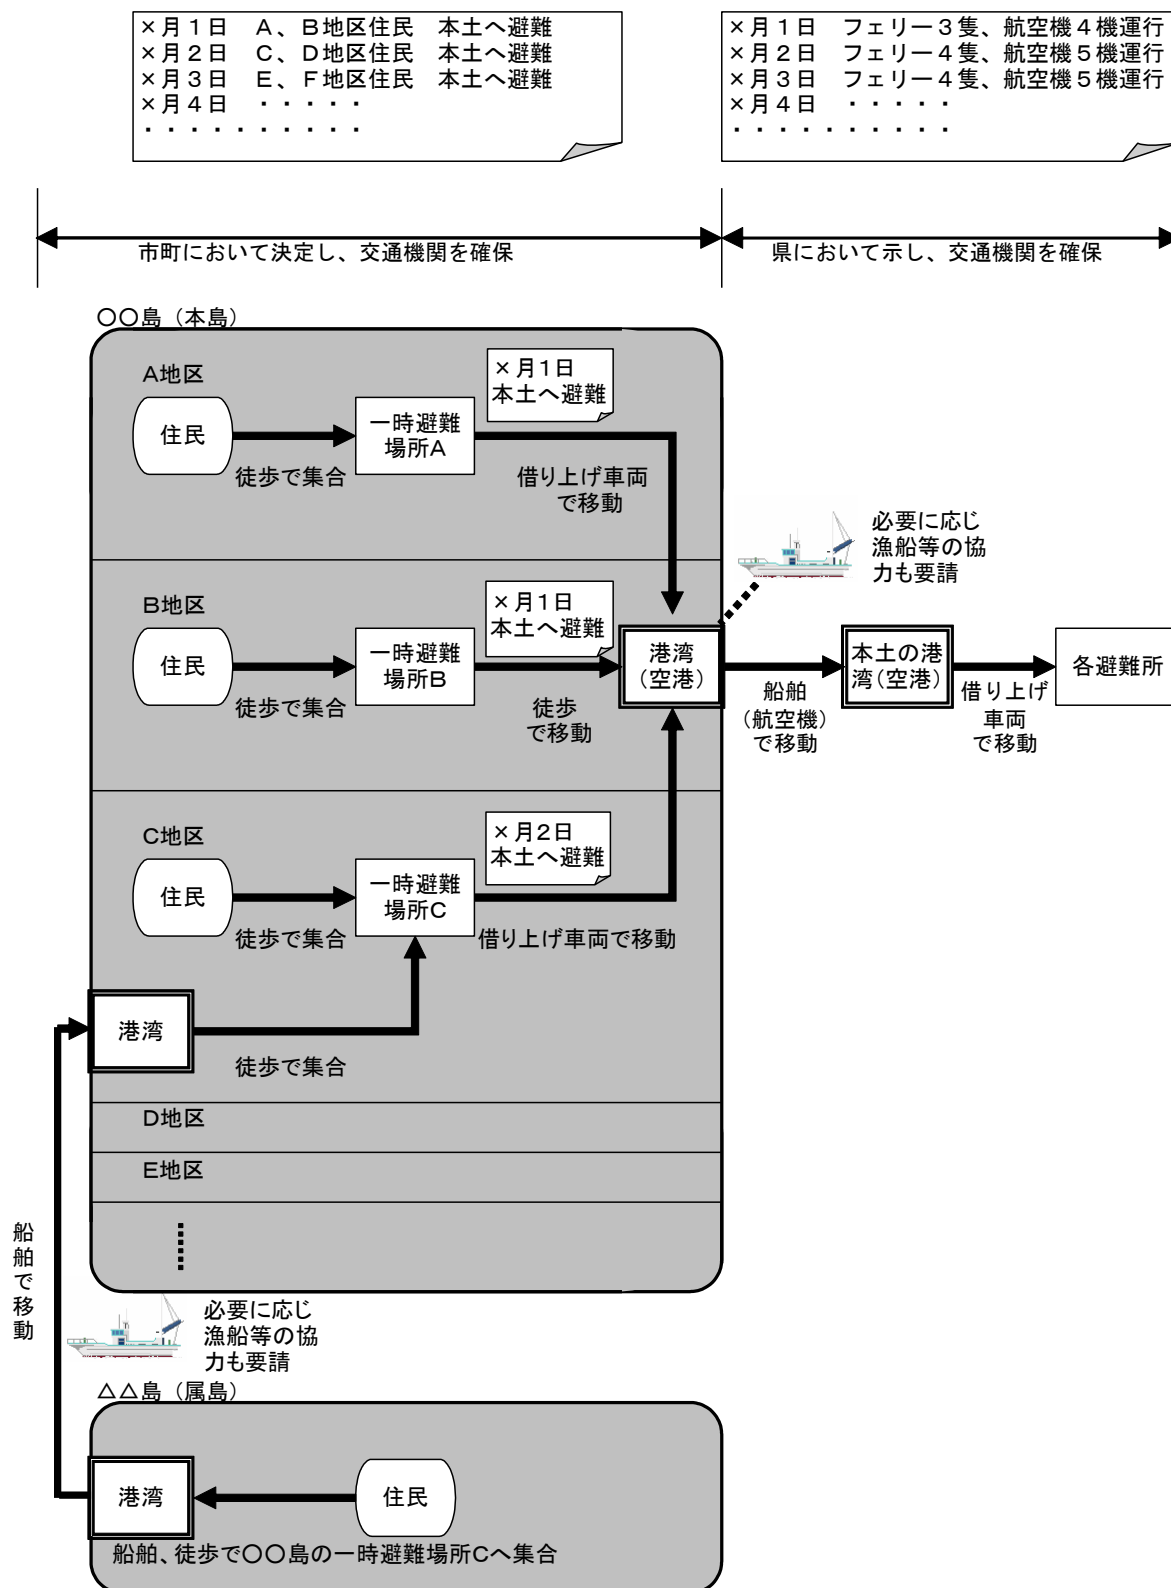 ×月1日　A、B地区住民　本土へ避難
×月2日　C、D地区住民　本土へ避難
×月3日　E、F地区住民　本土へ避難
×月4日　・・・・・
・・・・・・・・・・
×月1日　フェリー3隻、航空機4機運行
×月2日　フェリー4隻、航空機5機運行
×月3日　フェリー4隻、航空機5機運行
×月4日　・・・・・
・・・・・・・・・・
市町において決定し、交通機関を確保
県において示し、交通機関を確保
〇〇島（本島）
A地区
×月1日
本土へ避難
住民
一時避難
場所A
徒歩で集合
借り上げ車両
で移動
必要に応じ
漁船等の協
力も要請
B地区
×月1日
本土へ避難
住民
一時避難
場所B
徒歩で集合
徒歩
で移動
港湾
（空港）
船舶
（航空機）
で移動
本土の港
湾（空港）
借り上げ
車両
で移動
各避難所
C地区
×月2日
本土へ避難
住民
一時避難
場所C
徒歩で集合
借り上げ車両で移動
港湾
徒歩で集合
D地区
E地区
船舶で移動
必要に応じ
漁船等の協
力も要請
△△島（属島）
港湾
住民
船舶、徒歩で〇〇島の一時避難場所Cへ集合